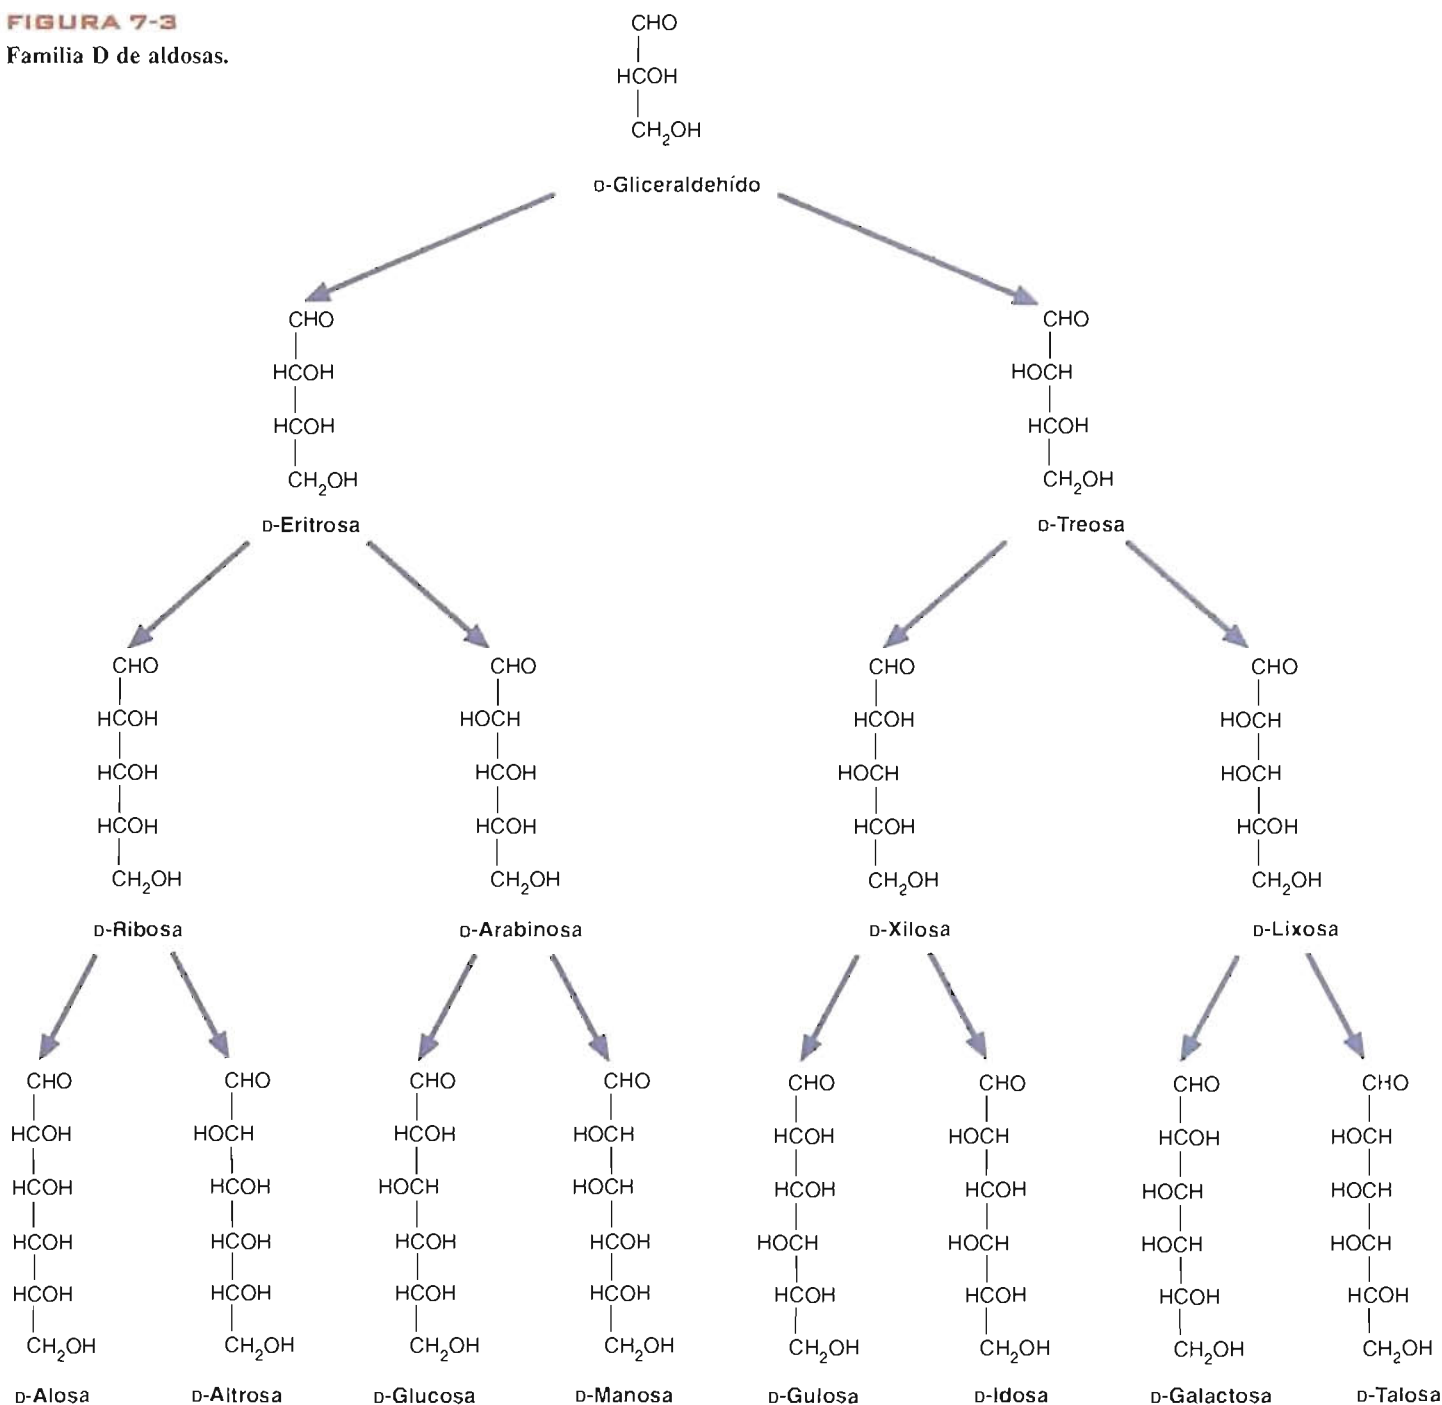 FIGURA 7-3
Familia D de aldosas.
CHO
HCOH
CH2OH
D-Gliceraldehído
CHO CHO
HCOH HOCH
HCOH HCOH
CH2OH CH2OH
D-Eritrosa D-Treosa
CHO CHO CHO CHO
HCOH HOCH HCOH HOCH
HCOH HCOH HOCH HOCH
HCOH HCOH HCOH HCOH
CH2OH CH2OH CH2OH CH2OH
D-Ribosa D-Arabinosa D-Xilosa D-Lixosa
CHO CHO CHO CHO CHO CHO CHO CHO
HCOH HOCH HCOH HOCH HCOH HOCH HCOH HOCH
HCOH HCOH HOCH HOCH HCOH HCOH HOCH HOCH
HCOH HCOH HCOH HCOH HOCH HOCH HOCH HOCH
HCOH HCOH HCOH HCOH HCOH HCOH HCOH HCOH
CH2OH CH2OH CH2OH CH2OH CH2OH CH2OH CH2OH CH2OH
D-Alosa D-Altrosa D-Glucosa D-Manosa D-Gulosa D-Idosa D-Galactosa D-Talosa